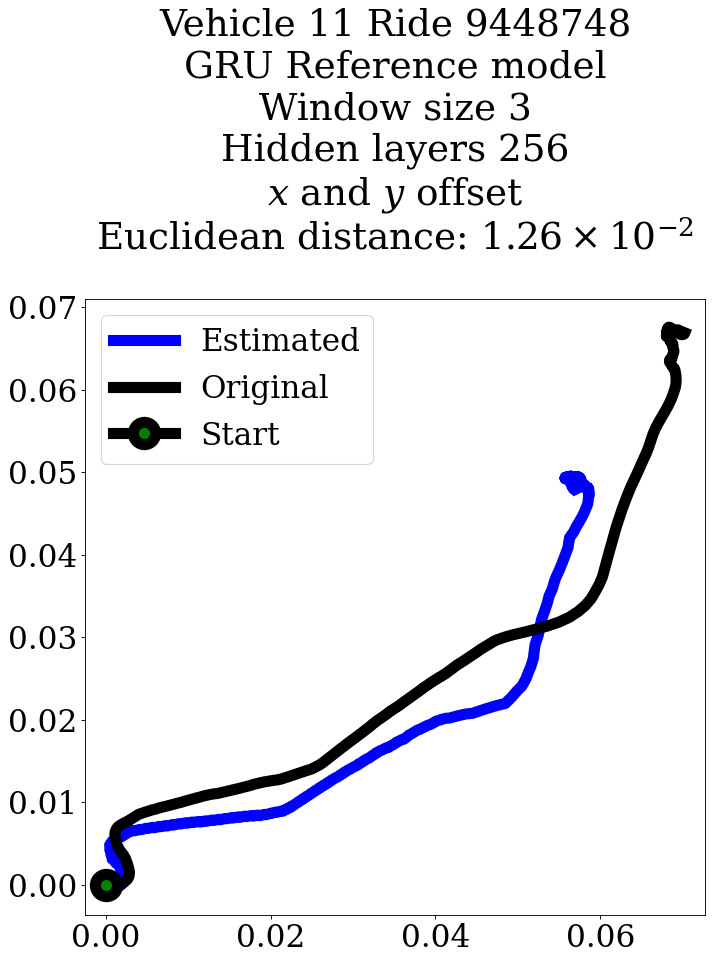 Vehicle 11 Ride 9448748
GRU Reference model
Window size 3
Hidden layers 256
x and y offset
Euclidean distance: 1.26 × 10⁻²
0.07
0.06
0.05
0.04
0.03
0.02
0.01
0.00
Estimated
Original
Start
0.00 0.02 0.04 0.06